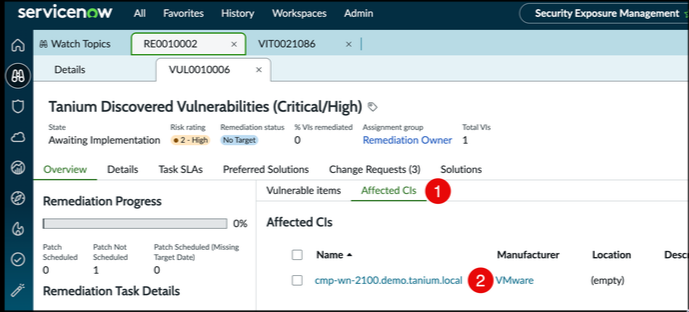 servicenow All Favorites History Workspaces Admin Security Exposure Management
Watch Topics RE0010002 × VIT0021086 ×
Details VUL0010006 ×
Tanium Discovered Vulnerabilities (Critical/High)
State Risk rating Remediation status % VIs remediated Assignment group Total VIs
Awaiting Implementation 2 - High No Target 0 Remediation Owner 1
Overview Details Task SLAs Preferred Solutions Change Requests (3) Solutions
Vulnerable items Affected CIs 1
Remediation Progress
0%
Patch Scheduled Patch Not Scheduled Patch Scheduled (Missing Target Date)
0 1 0
Remediation Task Details
Affected CIs
Name Manufacturer Location Descr
cmp-wn-2100.demo.tanium.local 2 VMware (empty)